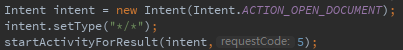 Intent intent = new Intent(Intent.ACTION_OPEN_DOCUMENT);
intent.setType("*/*");
startActivityForResult(intent, requestCode: 5);